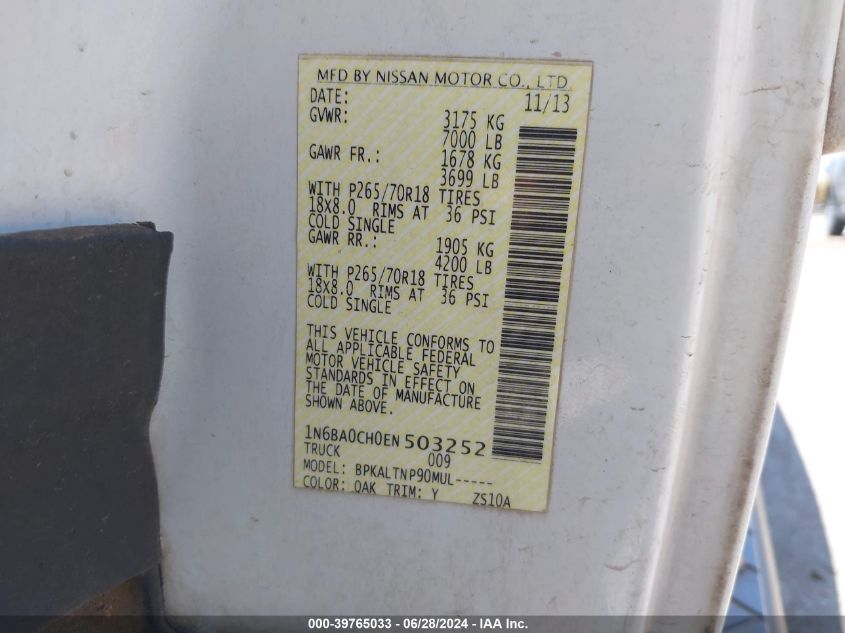 MFD BY NISSAN MOTOR CO., LTD
DATE: 11/13
GVWR: 3175 KG
7000 LB
GAWR FR.: 1678 KG
3699 LB
WITH P265/70R18 TIRES
18X8.0 RIMS AT 36 PSI
COLD SINGLE
GAWR RR.: 1905 KG
4200 LB
WITH P265/70R18 TIRES
18X8.0 RIMS AT 36 PSI
COLD SINGLE
THIS VEHICLE CONFORMS TO
ALL APPLICABLE FEDERAL
MOTOR VEHICLE SAFETY
STANDARDS IN EFFECT ON
THE DATE OF MANUFACTURE
SHOWN ABOVE.
1N6BA0CH0EN503252
TRUCK 009
MODEL: BPKALTNP90MUL-----
COLOR: QAK TRIM: Y ZS10A
000-39765033 - 06/28/2024 - IAA Inc.